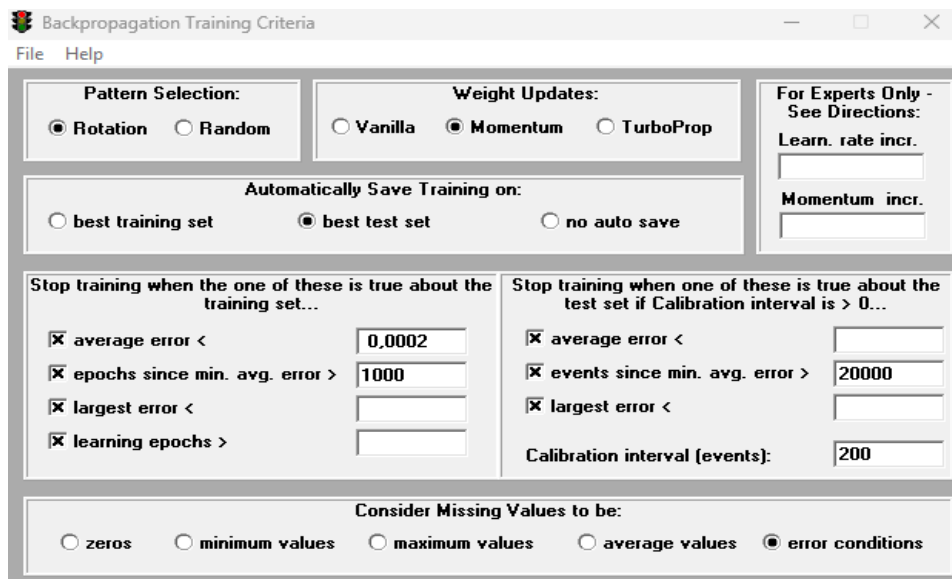 Backpropagation Training Criteria
File Help
Pattern Selection:
Rotation Random
Weight Updates:
Vanilla Momentum TurboProp
For Experts Only -
See Directions:
Learn. rate incr.
Momentum incr.
Automatically Save Training on:
best training set best test set no auto save
Stop training when the one of these is true about the
training set...
average error < 0,0002
epochs since min. avg. error > 1000
largest error <
learning epochs >
Stop training when one of these is true about the
test set if Calibration interval is > 0...
average error <
events since min. avg. error > 20000
largest error <
Calibration interval (events): 200
Consider Missing Values to be:
zeros minimum values maximum values average values error conditions